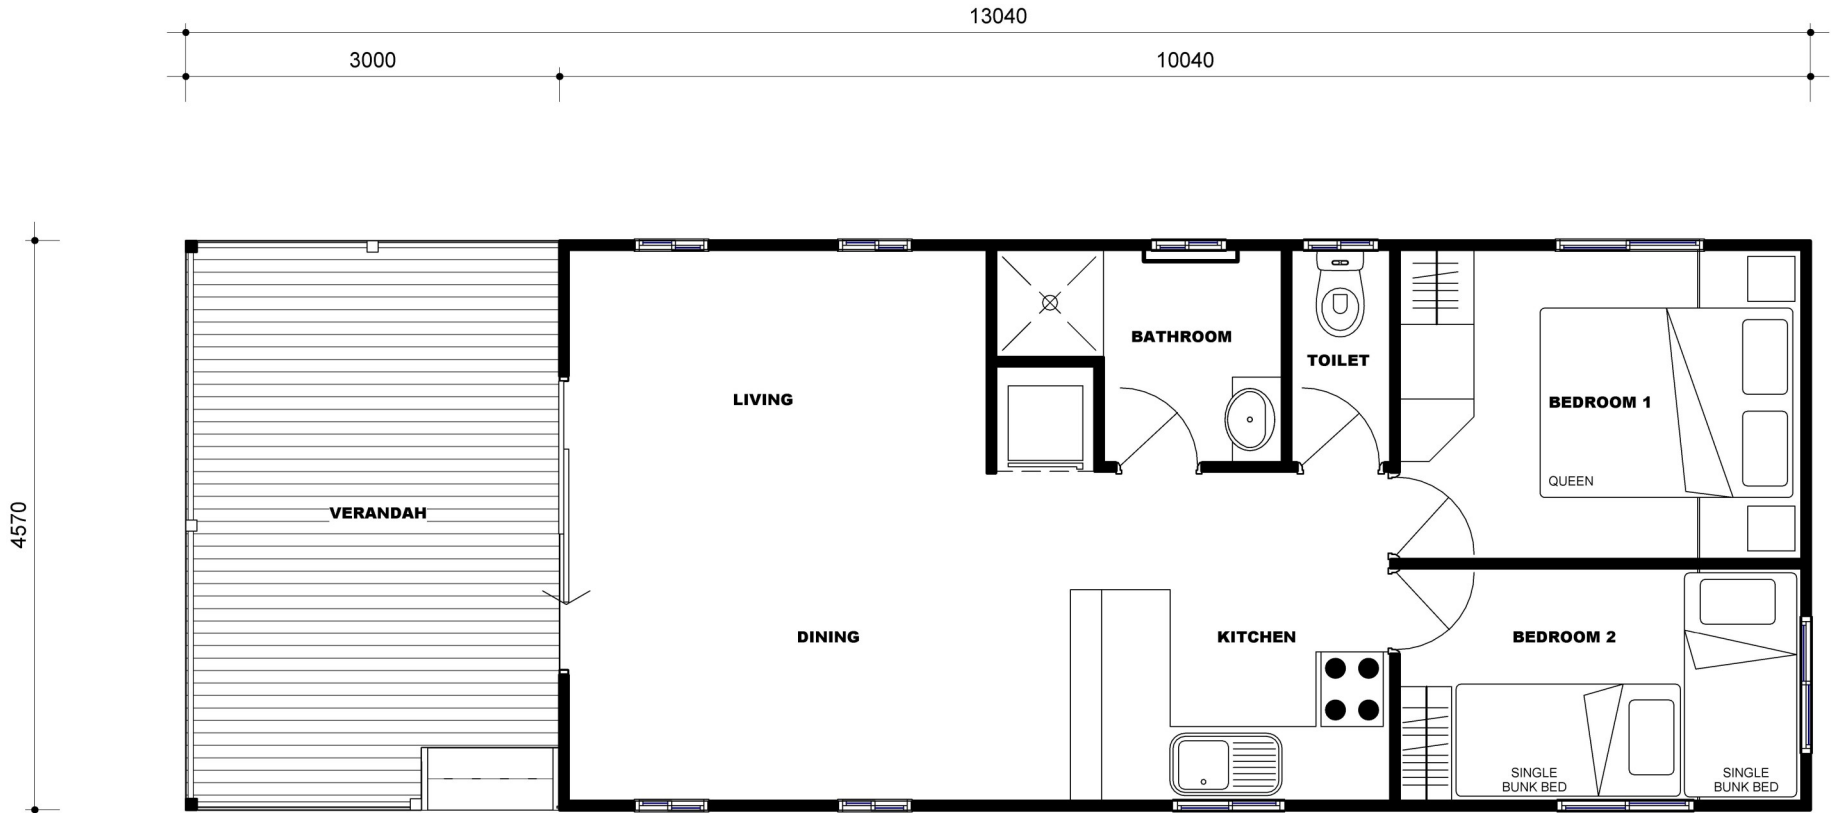 13040
3000
10040
4570
BATHROOM
TOILET
LIVING
BEDROOM 1
QUEEN
VERANDAH
DINING
KITCHEN
BEDROOM 2
SINGLE
BUNK BED
SINGLE
BUNK BED